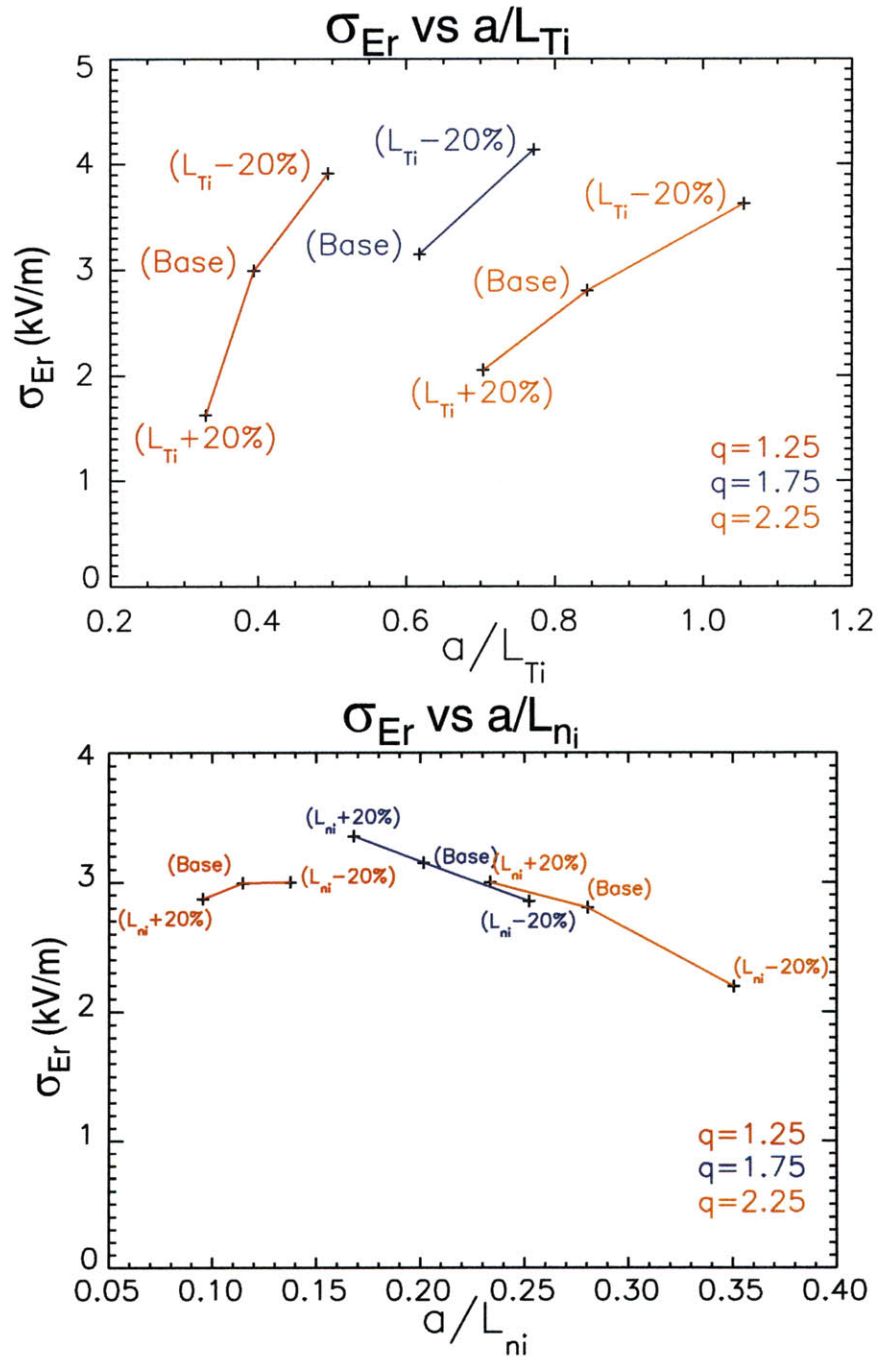 σEr vs a/LTi
5
4
3
2
1
0
σEr (kV/m)
(LTi−20%)
(Base)
(LTi+20%)
(LTi−20%)
(Base)
(LTi−20%)
(Base)
(LTi+20%)
q=1.25
q=1.75
q=2.25
0.2 0.4 0.6 0.8 1.0 1.2
a/LTi
σEr vs a/Lni
4
3
2
1
0
σEr (kV/m)
(Base)
(Lni+20%)
(Lni−20%)
(Lni+20%)
(Base)
(Lni−20%)
(Lni+20%)
(Base)
(Lni−20%)
q=1.25
q=1.75
q=2.25
0.05 0.10 0.15 0.20 0.25 0.30 0.35 0.40
a/Lni